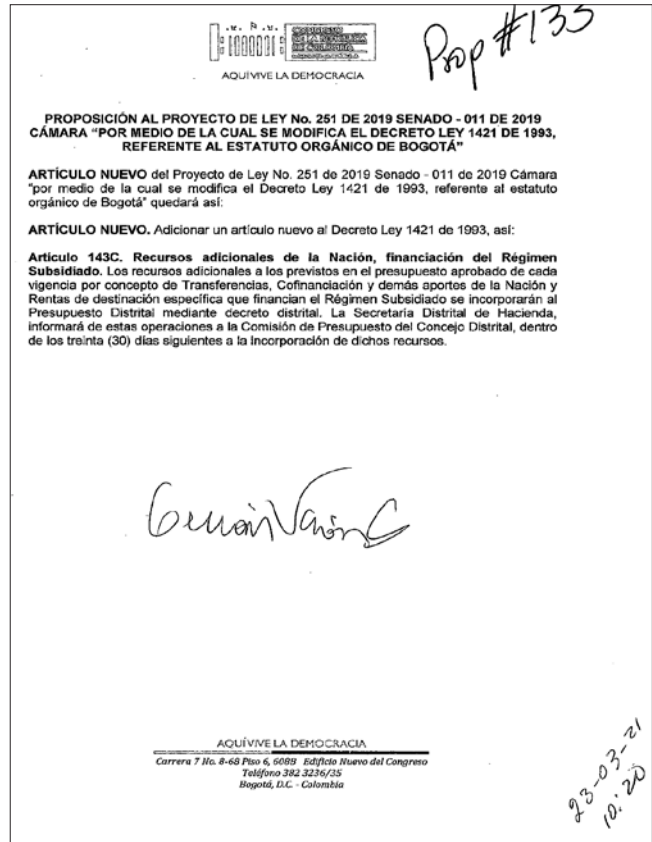 Prop #135
CONGRESO
DE LA REPÚBLICA
DE COLOMBIA
AQUÍ VIVE LA DEMOCRACIA
PROPOSICIÓN AL PROYECTO DE LEY No. 251 DE 2019 SENADO - 011 DE 2019
CÁMARA "POR MEDIO DE LA CUAL SE MODIFICA EL DECRETO LEY 1421 DE 1993,
REFERENTE AL ESTATUTO ORGÁNICO DE BOGOTÁ"
ARTÍCULO NUEVO del Proyecto de Ley No. 251 de 2019 Senado - 011 de 2019 Cámara
"por medio de la cual se modifica el Decreto Ley 1421 de 1993, referente al estatuto
orgánico de Bogotá" quedará así:
ARTÍCULO NUEVO. Adicionar un artículo nuevo al Decreto Ley 1421 de 1993, así:
Artículo 143C. Recursos adicionales de la Nación, financiación del Régimen
Subsidiado. Los recursos adicionales a los previstos en el presupuesto aprobado de cada
vigencia por concepto de Transferencias, Cofinanciación y demás aportes de la Nación y
Rentas de destinación específica que financian el Régimen Subsidiado se incorporarán al
Presupuesto Distrital mediante decreto distrital. La Secretaría Distrital de Hacienda,
informará de estas operaciones a la Comisión de Presupuesto del Concejo Distrital, dentro
de los treinta (30) días siguientes a la incorporación de dichos recursos.
Germán Varón C
AQUÍ VIVE LA DEMOCRACIA
Carrera 7 No. 8-68 Piso 6, 608B Edificio Nuevo del Congreso
Teléfono 382 3236/35
Bogotá, D.C. - Colombia
23-03-21
10:20